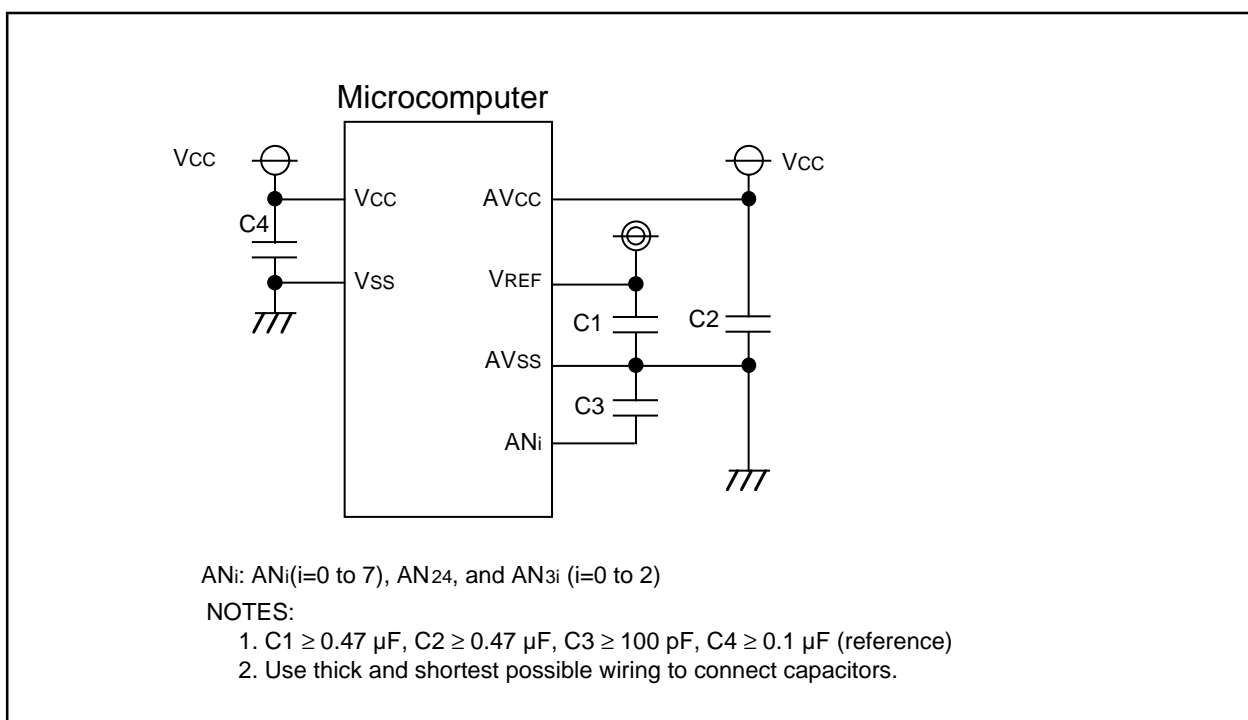 Microcomputer
VCC
VCC
VCC
AVCC
C4
VSS
VREF
C1
C2
AVSS
C3
ANi
ANi: ANi(i=0 to 7), AN24, and AN3i (i=0 to 2)
NOTES:
1. C1 ≥ 0.47 µF, C2 ≥ 0.47 µF, C3 ≥ 100 pF, C4 ≥ 0.1 µF (reference)
2. Use thick and shortest possible wiring to connect capacitors.